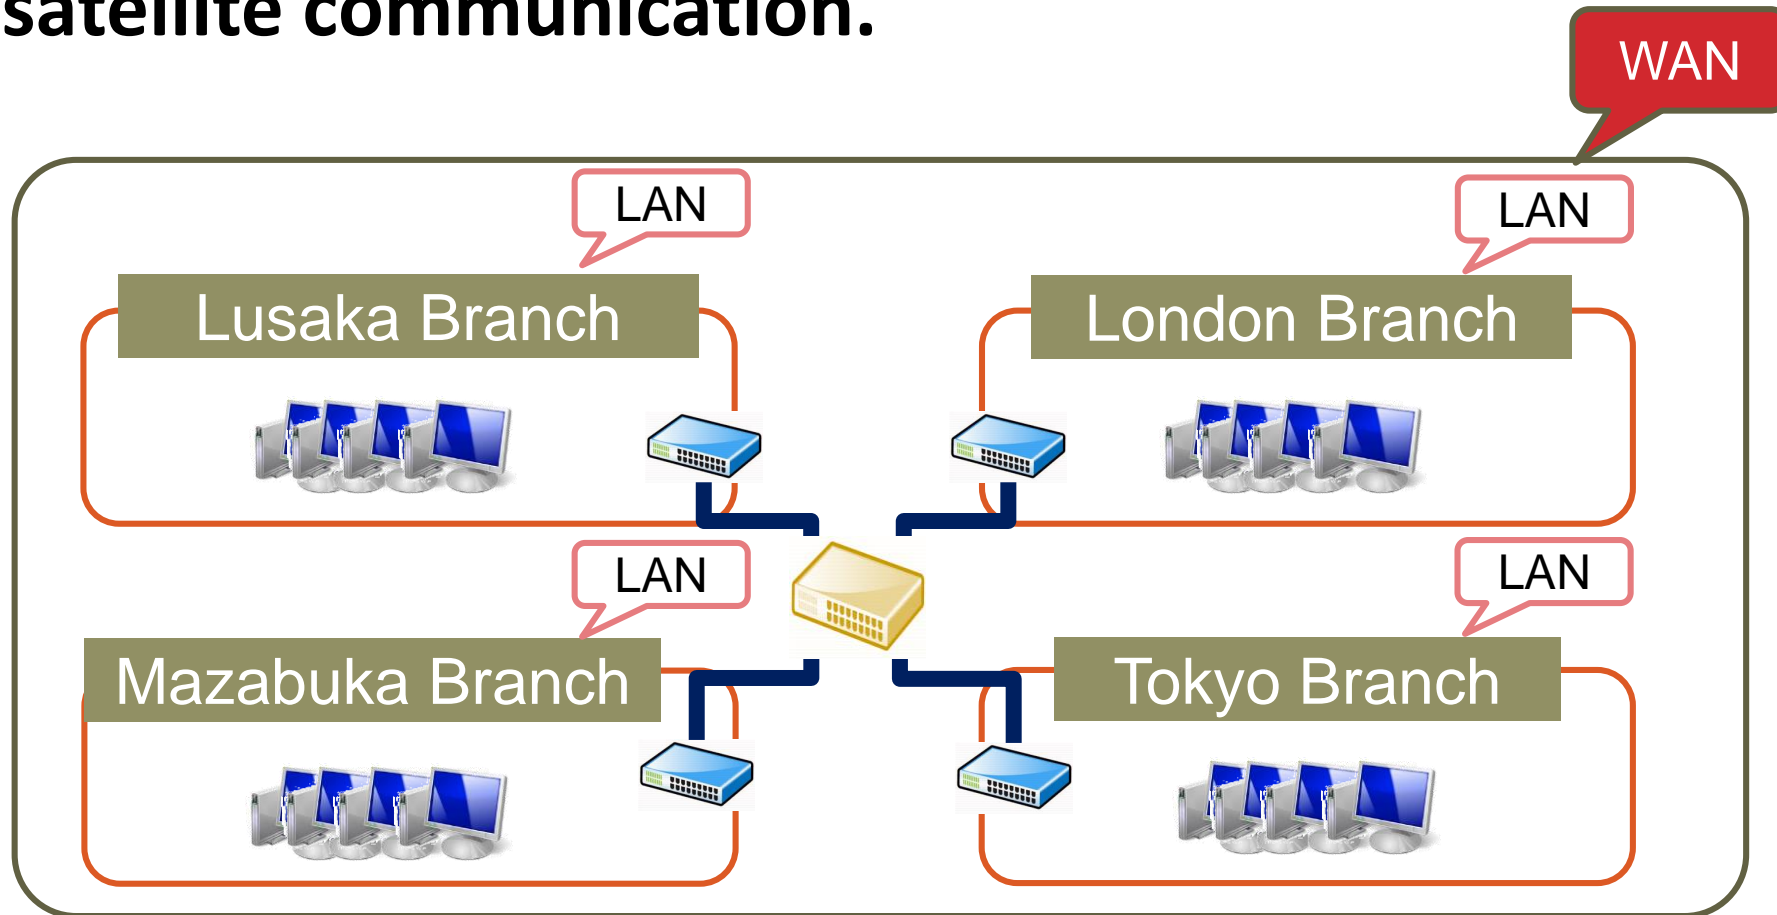 satellite communication.
WAN
LAN
LAN
Lusaka Branch
London Branch
LAN
LAN
Mazabuka Branch
Tokyo Branch